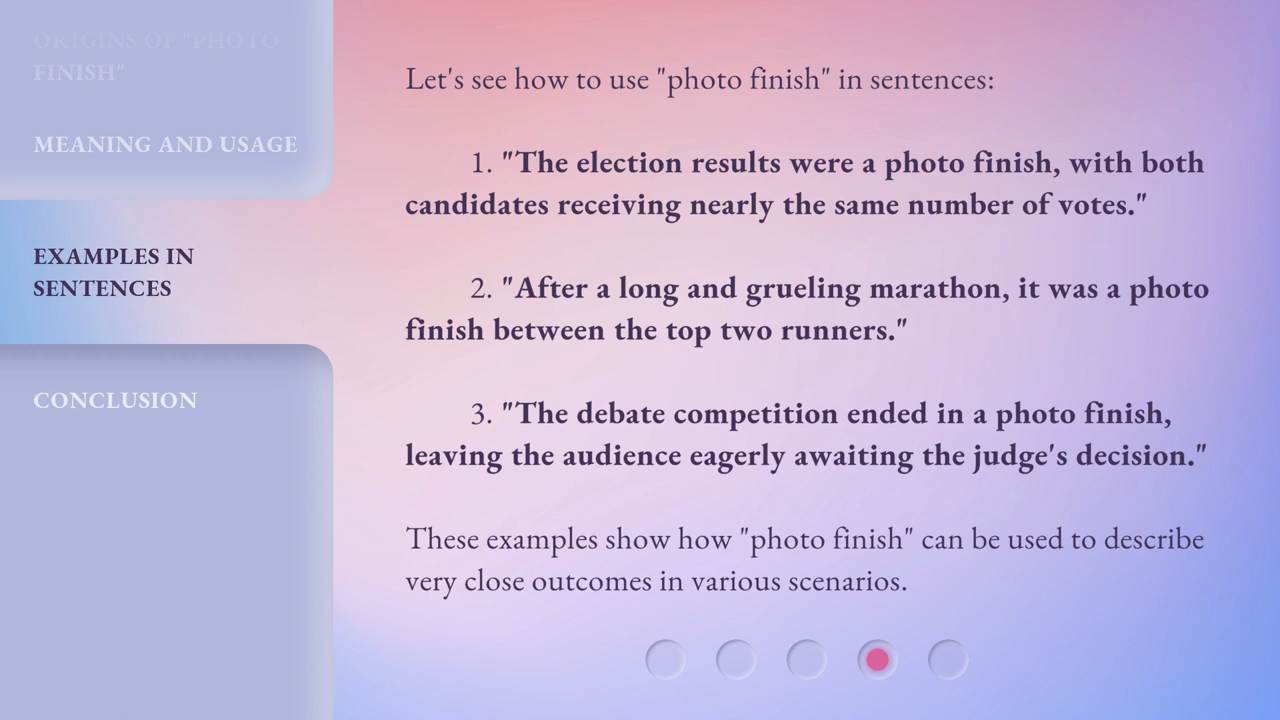 ORIGINS OF "PHOTO
FINISH"
MEANING AND USAGE
EXAMPLES IN
SENTENCES
CONCLUSION
Let's see how to use "photo finish" in sentences:
1. "The election results were a photo finish, with both
candidates receiving nearly the same number of votes."
2. "After a long and grueling marathon, it was a photo
finish between the top two runners."
3. "The debate competition ended in a photo finish,
leaving the audience eagerly awaiting the judge's decision."
These examples show how "photo finish" can be used to describe
very close outcomes in various scenarios.